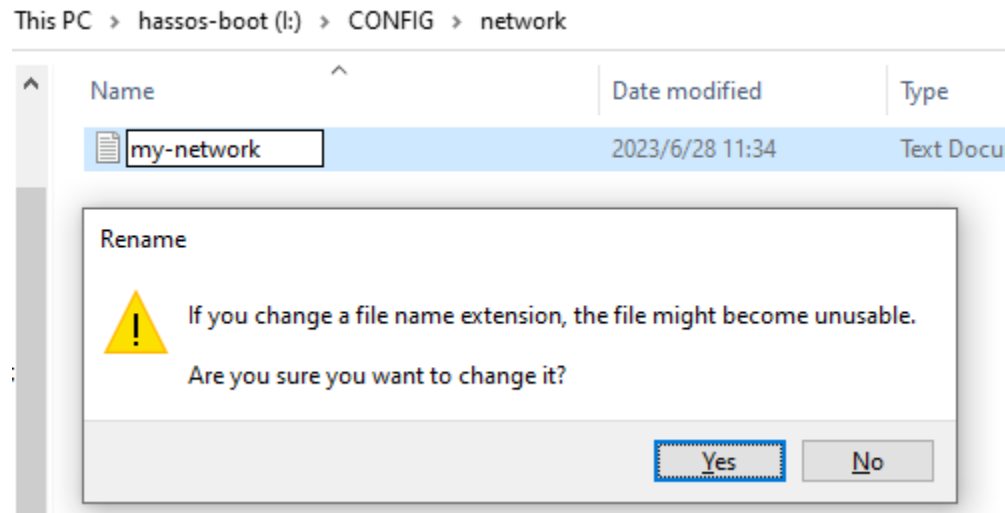 This PC > hassos-boot (I:) > CONFIG > network
Name Date modified Type
my-network 2023/6/28 11:34 Text Docu
Rename
If you change a file name extension, the file might become unusable.
Are you sure you want to change it?
Yes No